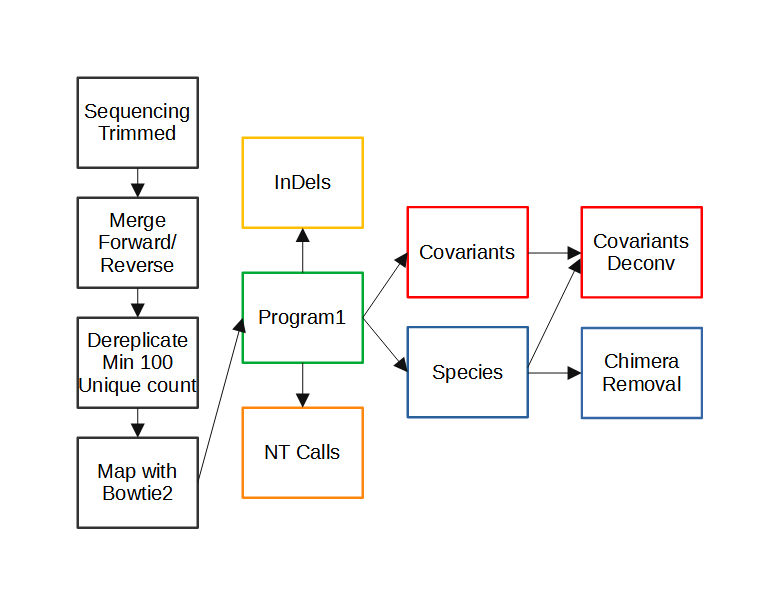 Sequencing
Trimmed
Merge
Forward/
Reverse
Dereplicate
Min 100
Unique count
Map with
Bowtie2
InDels
Program1
NT Calls
Covariants
Species
Covariants
Deconv
Chimera
Removal